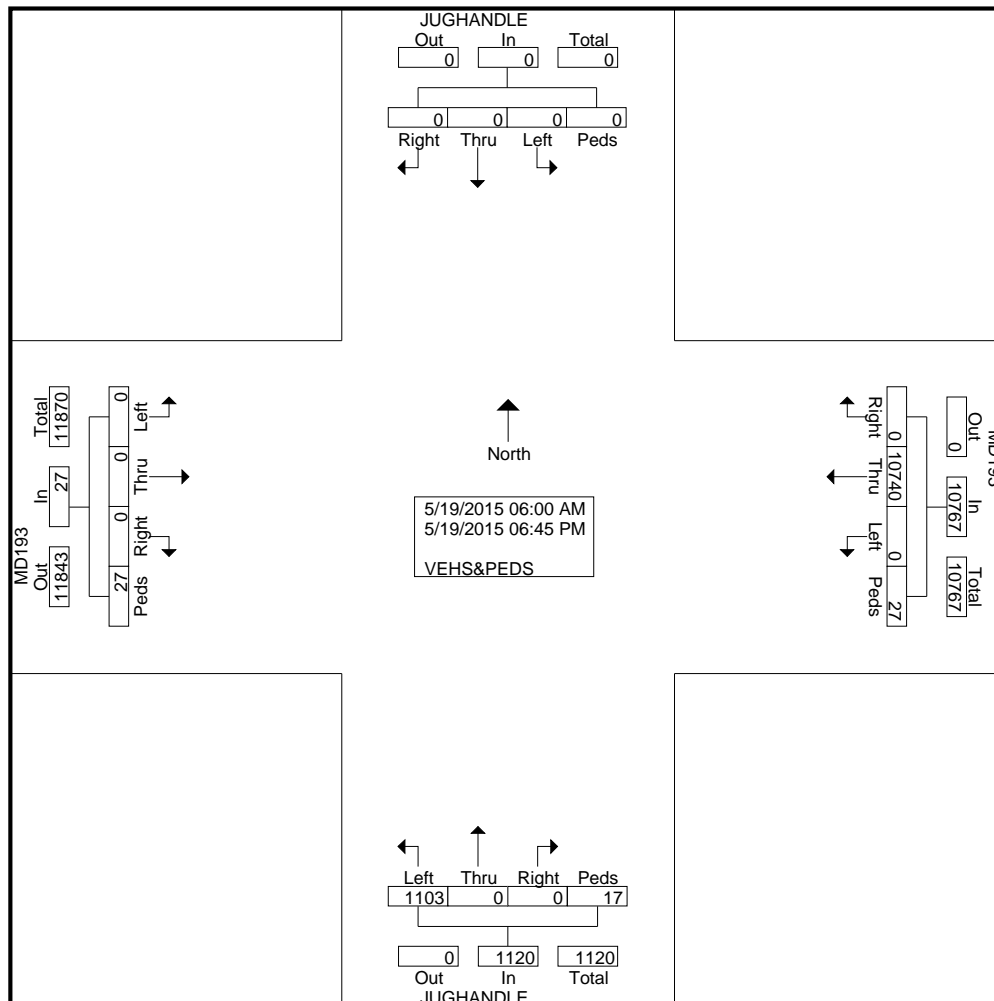 JUGHANDLE
Out In Total
0 0 0
0 0 0 0
Right Thru Left Peds
North
5/19/2015 06:00 AM
5/19/2015 06:45 PM
VEHS&PEDS
MD193
Out In Total
11843 27 11870
0 0 0 27
Left Thru Right Peds
MD193
Out In Total
0 10767 10767
0 10740 0 27
Right Thru Left Peds
Left Thru Right Peds
1103 0 0 17
0 1120 1120
Out In Total
JUGHANDLE